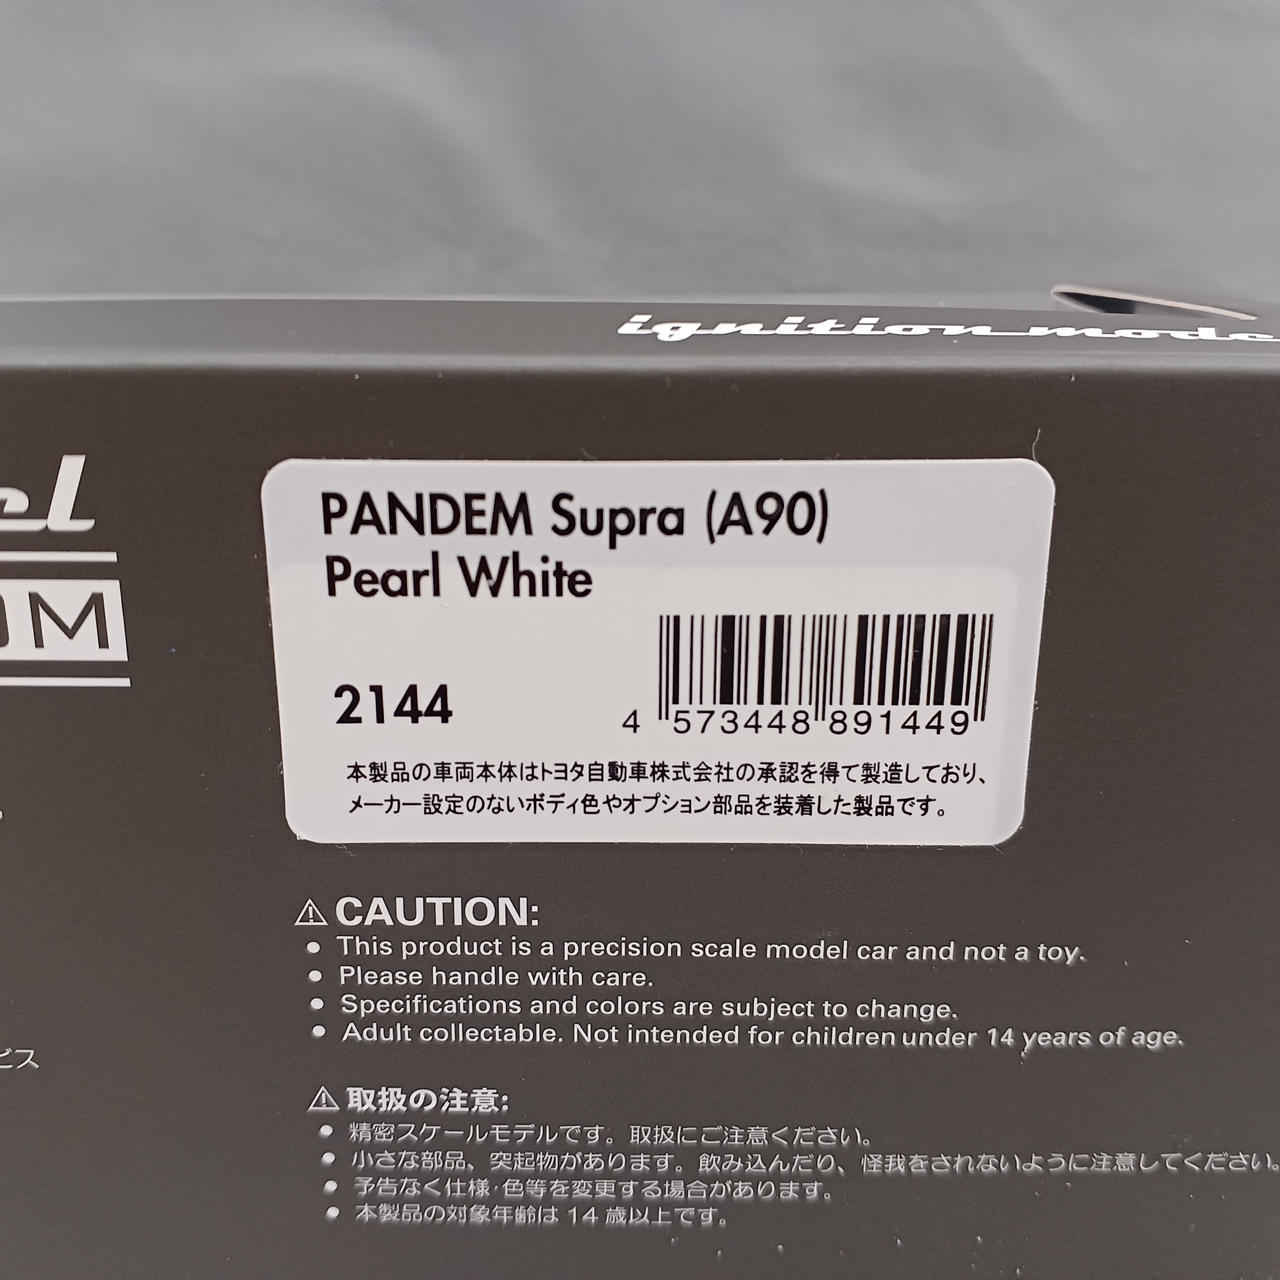 ignition mode
PANDEM Supra (A90)
Pearl White
2144
4 573448 891449
本製品の車両本体はトヨタ自動車株式会社の承認を得て製造しており、
メーカー設定のないボディ色やオプション部品を装着した製品です。
⚠ CAUTION:
• This product is a precision scale model car and not a toy.
• Please handle with care.
• Specifications and colors are subject to change.
• Adult collectable. Not intended for children under 14 years of age.
ビス
⚠ 取扱の注意:
• 精密スケールモデルです。取扱にご注意ください。
• 小さな部品、突起物があります。飲み込んだり、怪我をされないように注意してください。
• 予告なく仕様·色等を変更する場合があります。
• 本製品の対象年齢は 14 歳以上です。